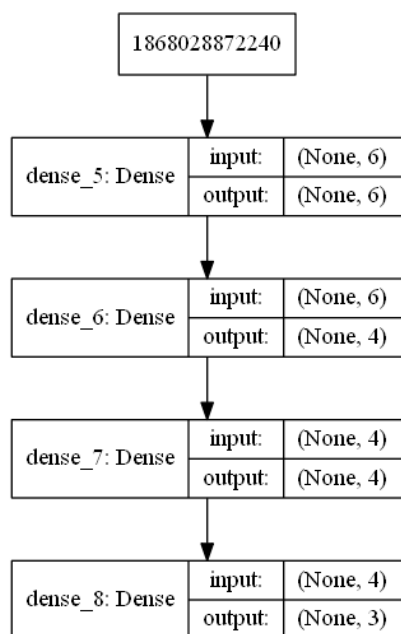 1868028872240
dense_5: Dense
input: (None, 6)
output: (None, 6)
dense_6: Dense
input: (None, 6)
output: (None, 4)
dense_7: Dense
input: (None, 4)
output: (None, 4)
dense_8: Dense
input: (None, 4)
output: (None, 3)